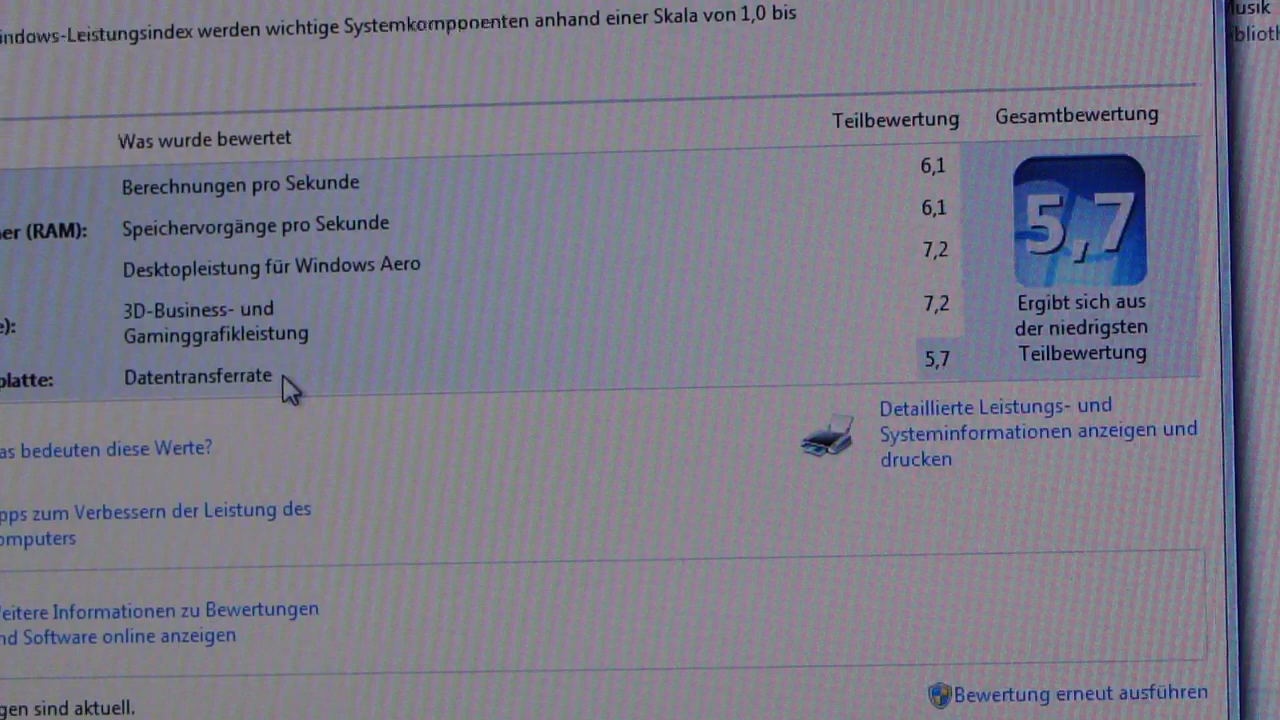 indows-Leistungsindex werden wichtige Systemkomponenten anhand einer Skala von 1,0 bis
usik
blioth
Was wurde bewertet Teilbewertung Gesamtbewertung
Berechnungen pro Sekunde 6,1
er (RAM): Speichervorgänge pro Sekunde 6,1
5,7
Desktopleistung für Windows Aero 7,2
e): 3D-Business- und
Gaminggrafikleistung 7,2
Ergibt sich aus
der niedrigsten
Teilbewertung
platte: Datentransferrate 5,7
as bedeuten diese Werte?
Detaillierte Leistungs- und
Systeminformationen anzeigen und
drucken
pps zum Verbessern der Leistung des
omputers
eitere Informationen zu Bewertungen
nd Software online anzeigen
gen sind aktuell.
Bewertung erneut ausführen